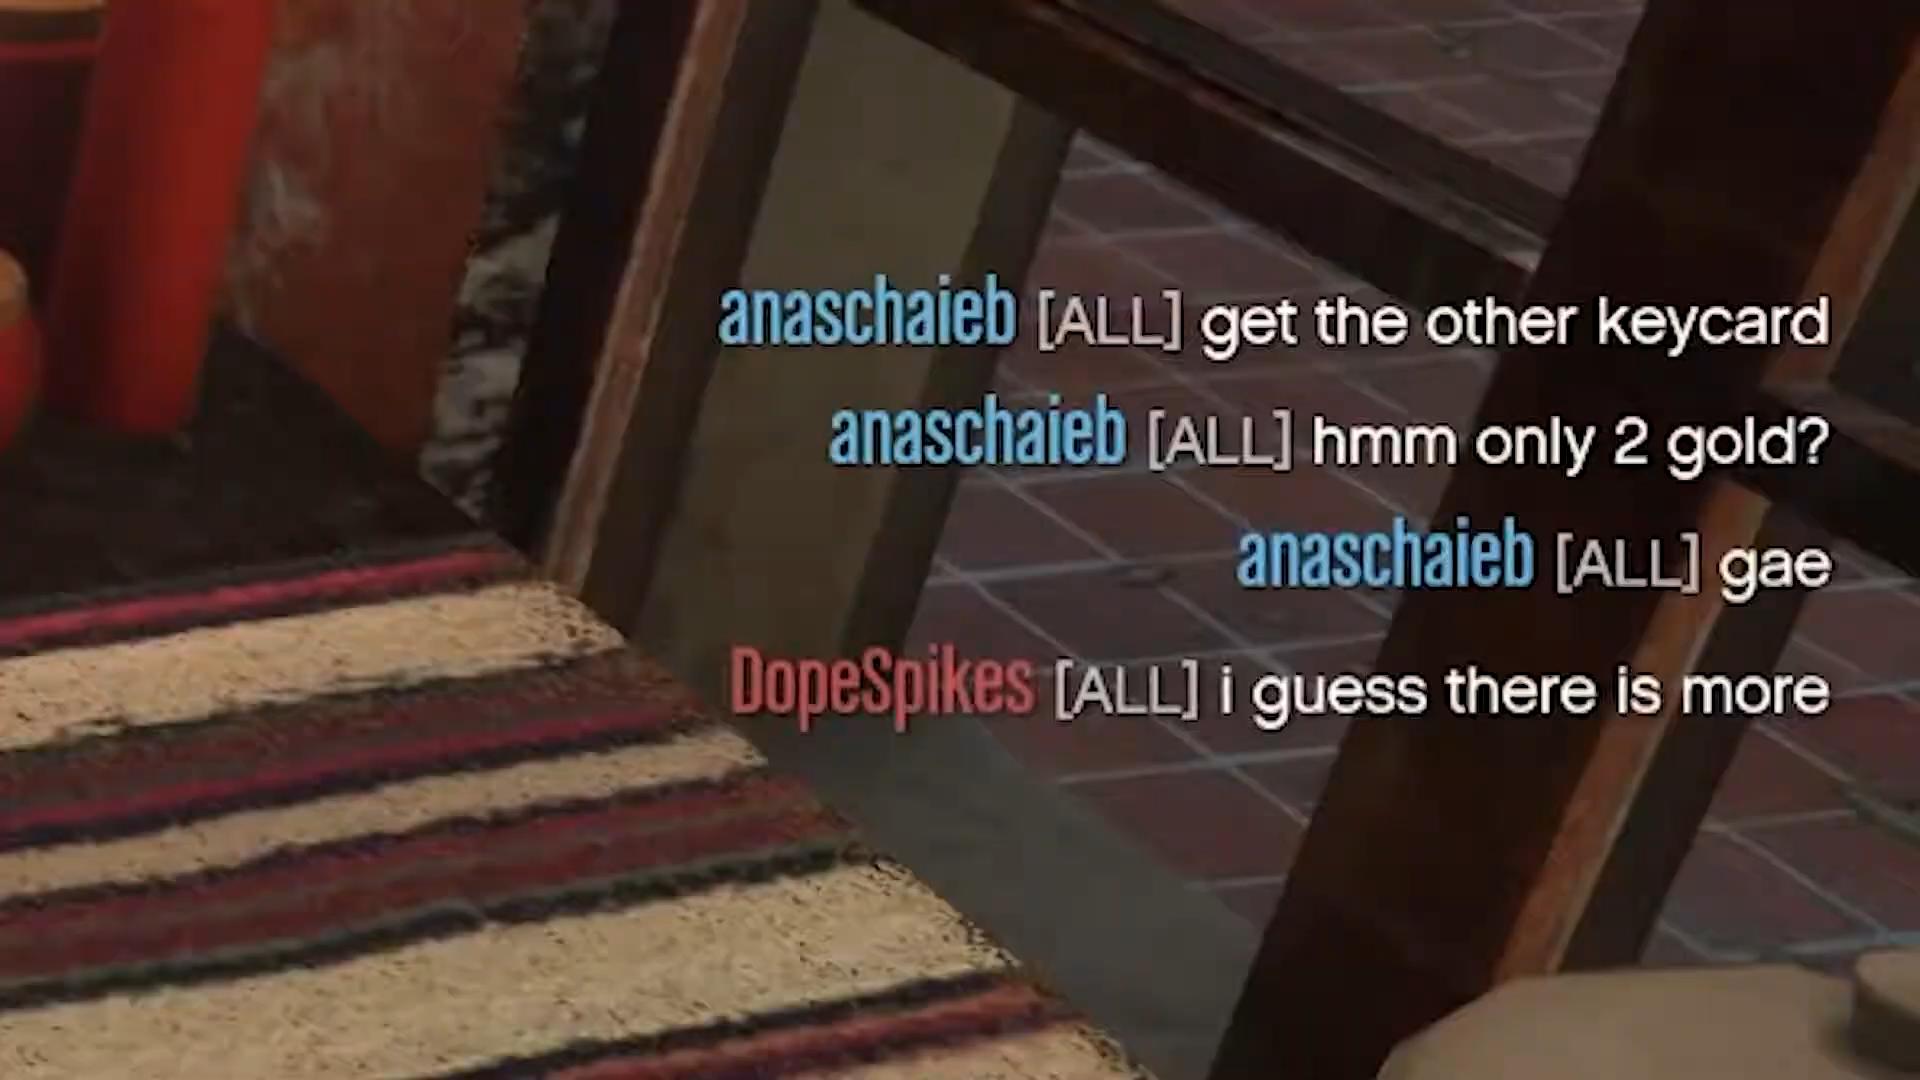 anaschaieb [ALL] get the other keycard
anaschaieb [ALL] hmm only 2 gold?
anaschaieb [ALL] gae
DopeSpikes [ALL] i guess there is more